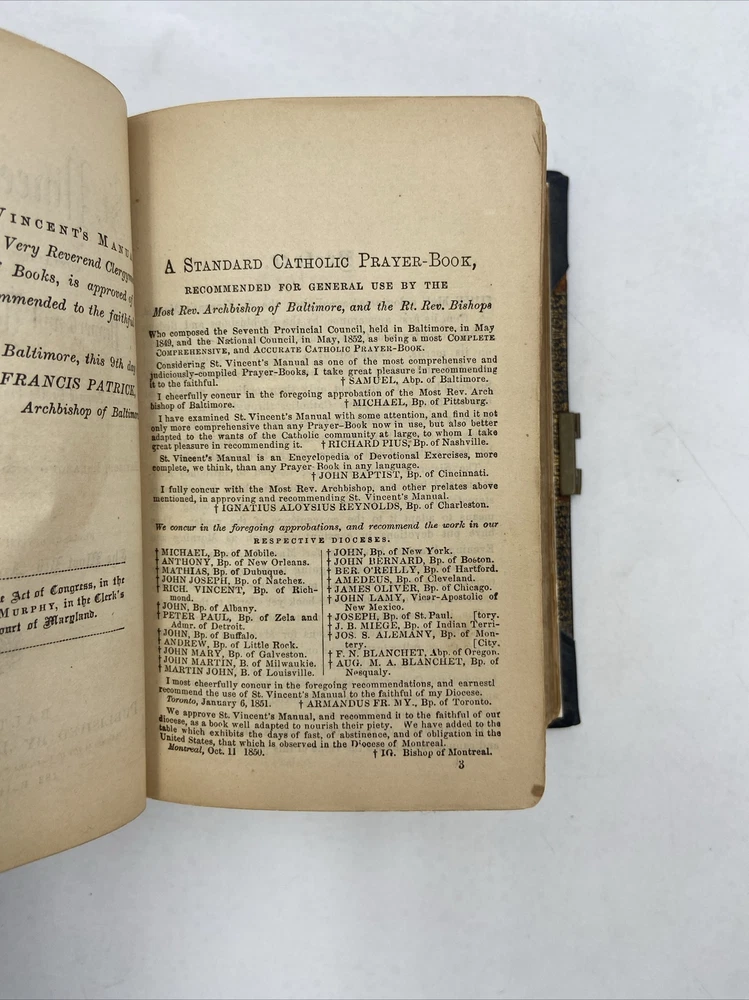 VINCENT'S MANU
Very Reverend Clergym
Books, is approved of
mmended to the faithful
Baltimore, this 9th day
FRANCIS PATRICK,
Archbishop of Baltimor
Act of Congress, in the
MURPHY, in the Clerk's
ourt of Maryland.
A STANDARD CATHOLIC PRAYER-BOOK,
RECOMMENDED FOR GENERAL USE BY THE
Most Rev. Archbishop of Baltimore, and the Rt. Rev. Bishops
Who composed the Seventh Provincial Council, held in Baltimore, in May
1849, and the National Council, in May, 1852, as being a most COMPLETE
COMPREHENSIVE, and ACCURATE CATHOLIC PRAYER-BOOK.
Considering St. Vincent's Manual as one of the most comprehensive and
judiciously-compiled Prayer-Books, I take great pleasure in recommending
it to the faithful. † SAMUEL, Abp. of Baltimore.
I cheerfully concur in the foregoing approbation of the Most Rev. Arch
bishop of Baltimore. † MICHAEL, Bp. of Pittsburg.
I have examined St. Vincent's Manual with some attention, and find it not
only more comprehensive than any Prayer-Book now in use, but also better
adapted to the wants of the Catholic community at large, to whom I take
great pleasure in recommending it. † RICHARD PIUS, Bp. of Nashville.
St. Vincent's Manual is an Encyclopedia of Devotional Exercises, more
complete, we think, than any Prayer-Book in any language.
† JOHN BAPTIST, Bp. of Cincinnati.
I fully concur with the Most Rev. Archbishop, and other prelates above
mentioned, in approving and recommending St. Vincent's Manual.
† IGNATIUS ALOYSIUS REYNOLDS, Bp. of Charleston.
We concur in the foregoing approbations, and recommend the work in our
RESPECTIVE DIOCESES.
† MICHAEL, Bp. of Mobile.
† ANTHONY, Bp. of New Orleans.
† MATHIAS, Bp. of Dubuque.
† JOHN JOSEPH, Bp. of Natchez.
† RICH. VINCENT, Bp. of Rich-
mond.
† JOHN, Bp. of Albany.
† PETER PAUL, Bp. of Zela and
Admr. of Detroit.
† JOHN, Bp. of Buffalo.
† ANDREW, Bp. of Little Rock.
† JOHN MARY, Bp. of Galveston.
† JOHN MARTIN, B. of Milwaukie.
† MARTIN JOHN, B. of Louisville.
† JOHN, Bp. of New York.
† JOHN BERNARD, Bp. of Boston.
† BER. O'REILLY, Bp. of Hartford.
† AMEDEUS, Bp. of Cleveland.
† JAMES OLIVER, Bp. of Chicago.
† JOHN LAMY, Vicar-Apostolic of
New Mexico.
† JOSEPH, Bp. of St. Paul. [tory.
† J. B. MIEGE, Bp. of Indian Terri-
† JOS. S. ALEMANY, Bp. of Mon-
tery. [City.
† F. N. BLANCHET, Abp. of Oregon.
† AUG. M. A. BLANCHET, Bp. of
Nesqualy.
I most cheerfully concur in the foregoing recommendations, and earnestl
recommend the use of St. Vincent's Manual to the faithful of my Diocese.
Toronto, January 6, 1851. † ARMANDUS FR. MY., Bp. of Toronto.
We approve St. Vincent's Manual, and recommend it to the faithful of our
diocese, as a book well adapted to nourish their piety. We have added to the
table which exhibits the days of fast, of abstinence, and of obligation in the
United States, that which is observed in the Diocese of Montreal.
Montreal, Oct. 11 1850. † IG. Bishop of Montreal.
3